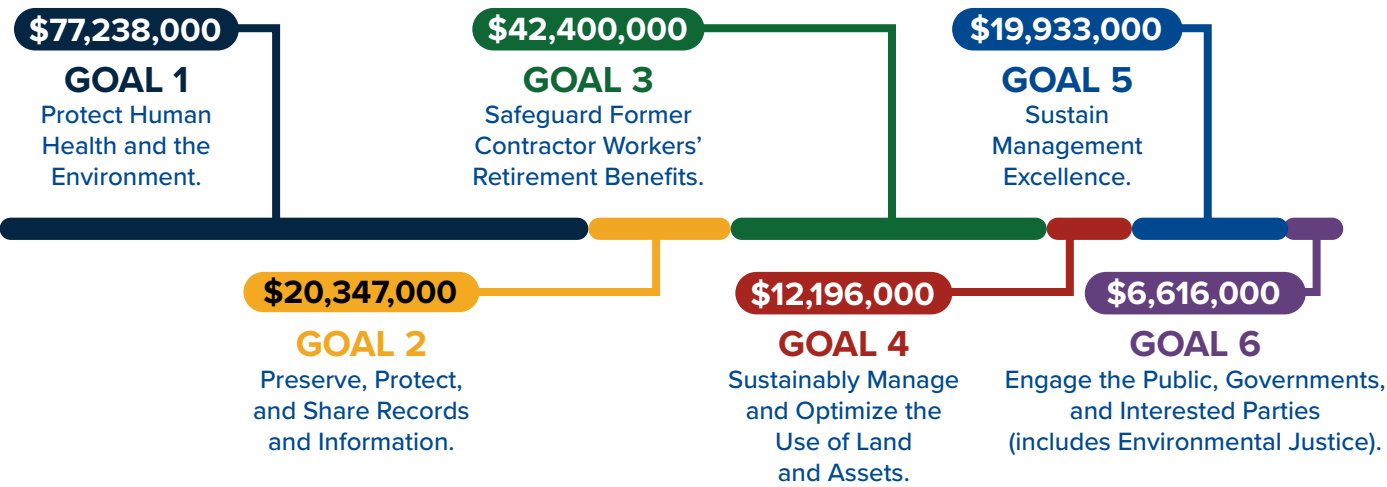 $77,238,000
GOAL 1
Protect Human
Health and the
Environment.
$20,347,000
GOAL 2
Preserve, Protect,
and Share Records
and Information.
$42,400,000
GOAL 3
Safeguard Former
Contractor Workers’
Retirement Benefits.
$12,196,000
GOAL 4
Sustainably Manage
and Optimize the
Use of Land
and Assets.
$19,933,000
GOAL 5
Sustain
Management
Excellence.
$6,616,000
GOAL 6
Engage the Public, Governments,
and Interested Parties
(includes Environmental Justice).